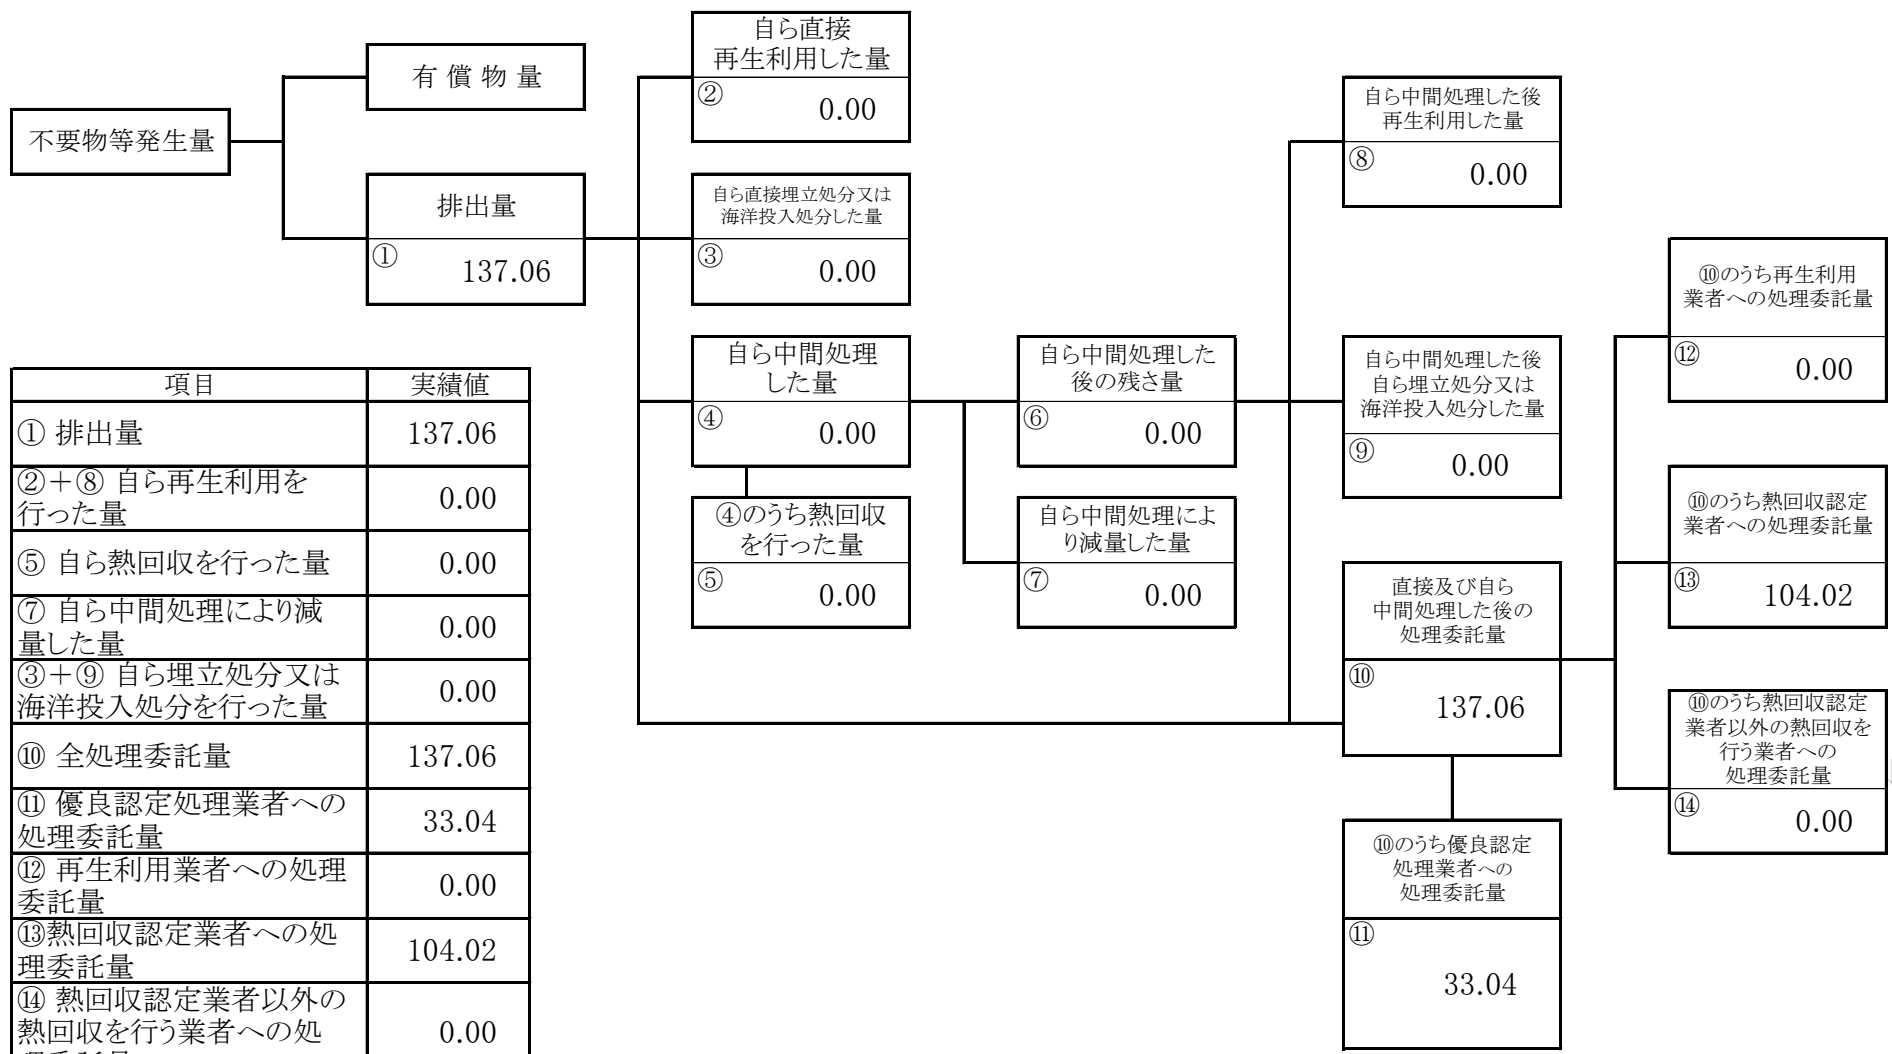 自ら直接
再生利用した量
②
0.00
有 償 物 量
不要物等発生量
排出量
①
137.06
自ら直接埋立処分又は
海洋投入処分した量
③
0.00
自ら中間処理した後
再生利用した量
⑧
0.00
⑩のうち再生利用
業者への処理委託量
⑫
0.00
自ら中間処理
した量
④
0.00
自ら中間処理した
後の残さ量
⑥
0.00
自ら中間処理した後
自ら埋立処分又は
海洋投入処分した量
⑨
0.00
④のうち熱回収
を行った量
⑤
0.00
自ら中間処理によ
り減量した量
⑦
0.00
⑩のうち熱回収認定
業者への処理委託量
⑬
104.02
直接及び自ら
中間処理した後の
処理委託量
⑩
137.06
⑩のうち熱回収認定
業者以外の熱回収を
行う業者への
処理委託量
⑭
0.00
⑩のうち優良認定
処理業者への
処理委託量
⑪
33.04
項目 実績値
① 排出量 137.06
②＋⑧ 自ら再生利用を
行った量
0.00
⑤ 自ら熱回収を行った量 0.00
⑦ 自ら中間処理により減
量した量
0.00
③＋⑨ 自ら埋立処分又は
海洋投入処分を行った量
0.00
⑩ 全処理委託量 137.06
⑪ 優良認定処理業者への
処理委託量
33.04
⑫ 再生利用業者への処理
委託量
0.00
⑬熱回収認定業者への処
理委託量
104.02
⑭ 熱回収認定業者以外の
熱回収を行う業者への処
0.00